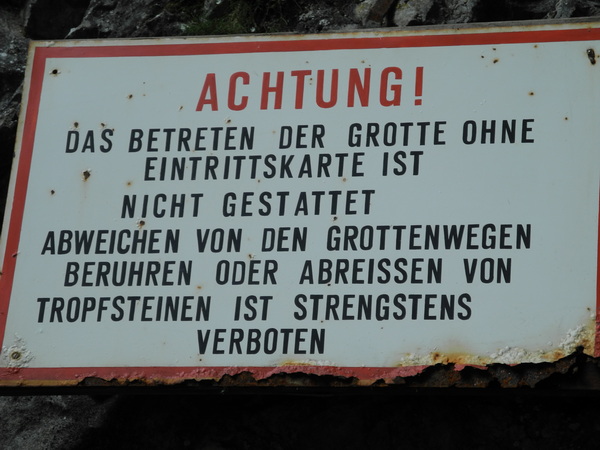 ACHTUNG!
DAS BETRETEN DER GROTTE OHNE
EINTRITTSKARTE IST
NICHT GESTATTET
ABWEICHEN VON DEN GROTTENWEGEN
BERUHREN ODER ABREISSEN VON
TROPFSTEINEN IST STRENGSTENS
VERBOTEN